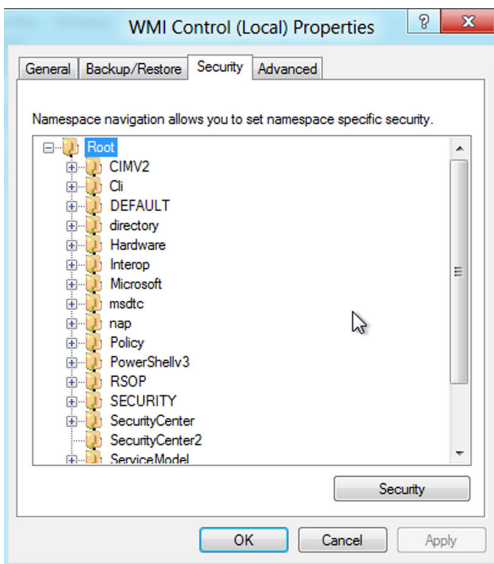 WMI Control (Local) Properties
General Backup/Restore Security Advanced
Namespace navigation allows you to set namespace specific security.
Root
CIMV2
Cli
DEFAULT
directory
Hardware
Interop
Microsoft
msdtc
nap
Policy
PowerShellv3
RSOP
SECURITY
SecurityCenter
SecurityCenter2
ServiceModel
Security
OK Cancel Apply